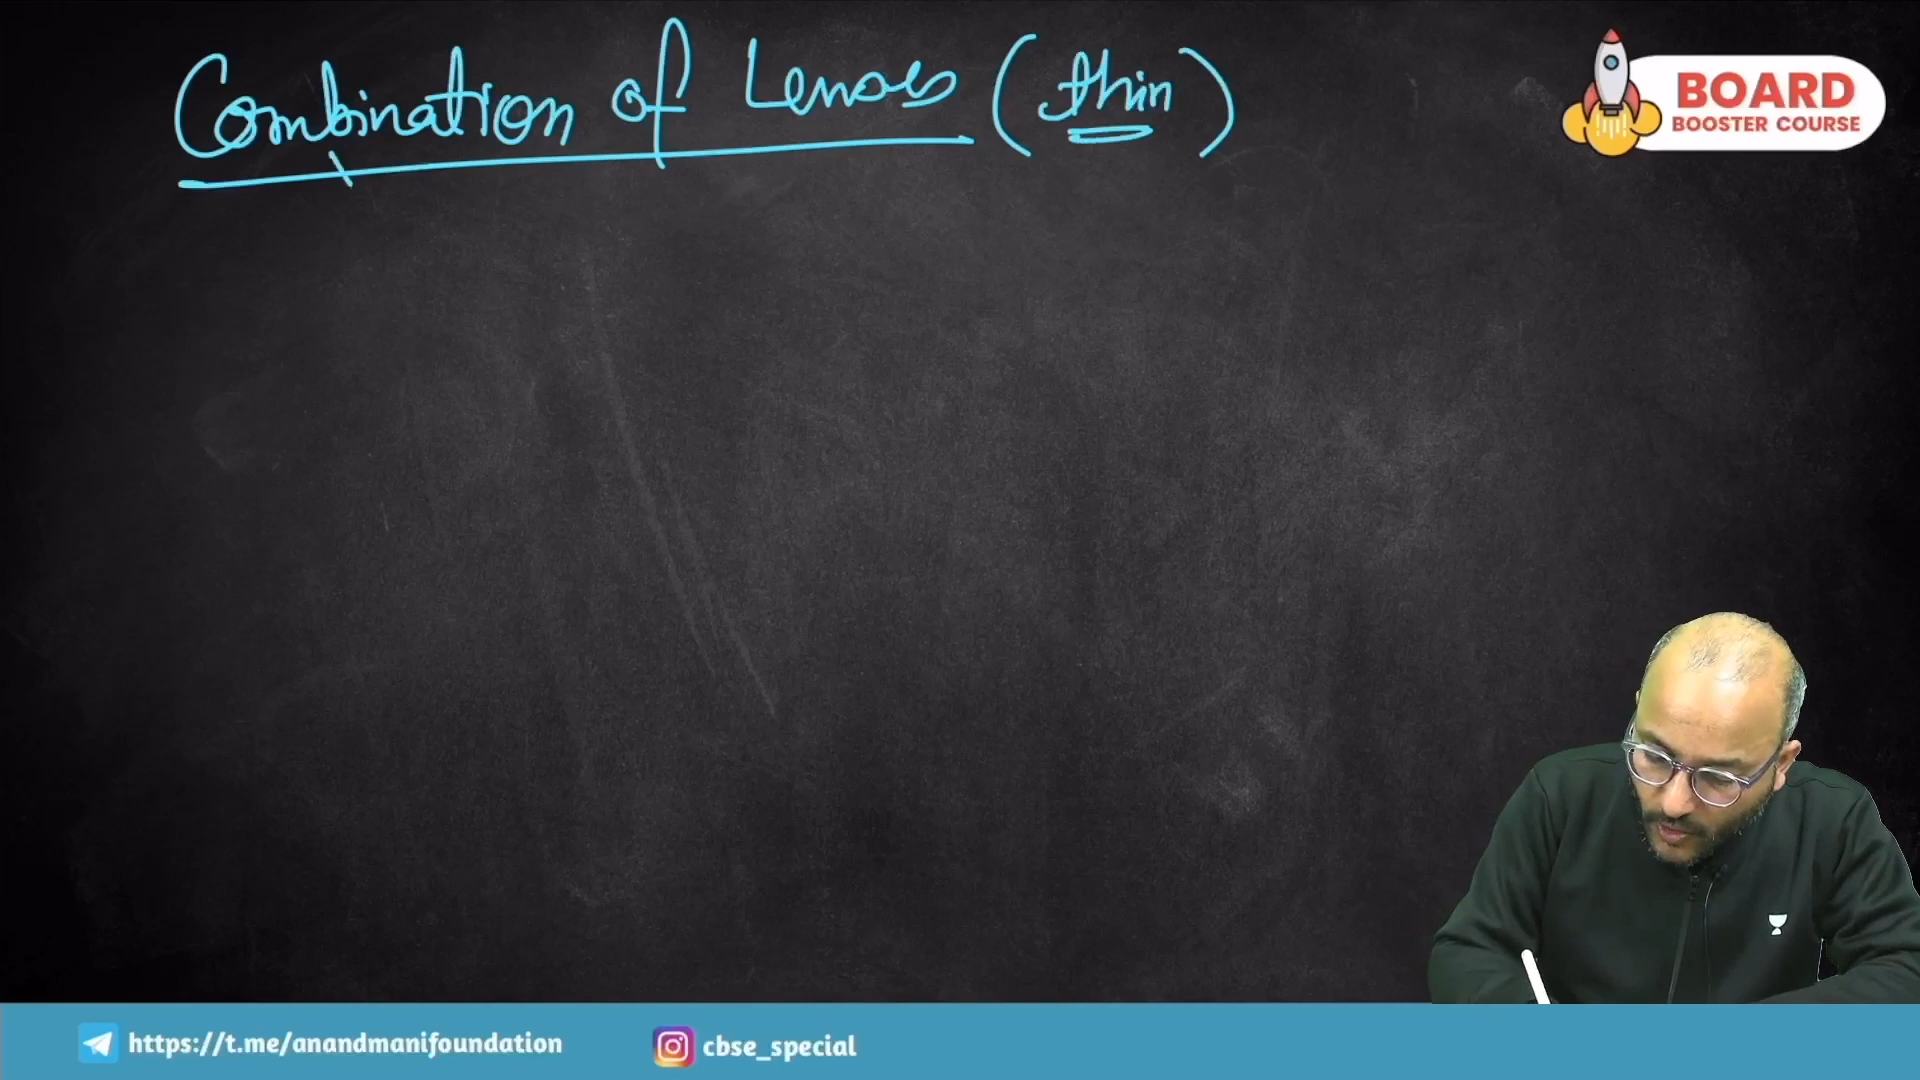 Combination of Lenses (thin)
BOARD
BOOSTER COURSE
https://t.me/anandmanifoundation
cbse_special